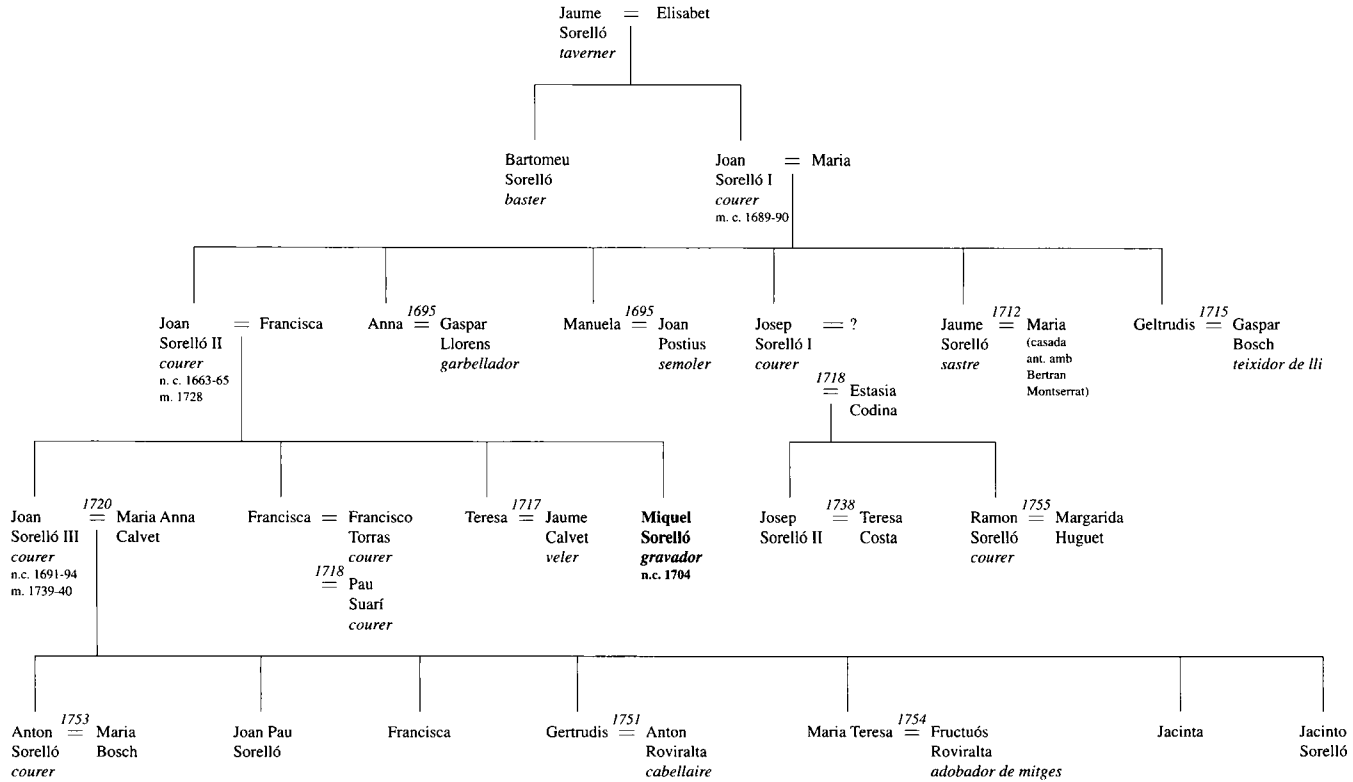 Jaume = Elisabet
Sorelló
taverner
Bartomeu
Sorelló
baster
Joan = Maria
Sorelló I
courer
m. c. 1689-90
Joan = Francisca
Sorelló II
courer
n. c. 1663-65
m. 1728
1695
Anna = Gaspar
Llorens
garbellador
1695
Manuela = Joan
Postius
semoler
Josep = ?
Sorelló I
courer
1718
= Estasia
Codina
1712
Jaume = Maria
Sorelló (casada
sastre ant. amb
Bertran
Montserrat)
1715
Geltrudis = Gaspar
Bosch
teixidor de lli
1720
Joan = Maria Anna
Sorelló III Calvet
courer
n.c. 1691-94
m. 1739-40
Francisca = Francisco
Torras
courer
1718
= Pau
Suarí
courer
1717
Teresa = Jaume
Calvet
veler
Miquel
Sorelló
gravador
n.c. 1704
1738
Josep = Teresa
Sorelló II Costa
1755
Ramon = Margarida
Sorelló Huguet
courer
1753
Anton = Maria
Sorelló Bosch
courer
Joan Pau
Sorelló
Francisca
1751
Gertrudis = Anton
Roviralta
cabellaire
1754
Maria Teresa = Fructuós
Roviralta
adobador de mitges
Jacinta
Jacinto
Sorelló